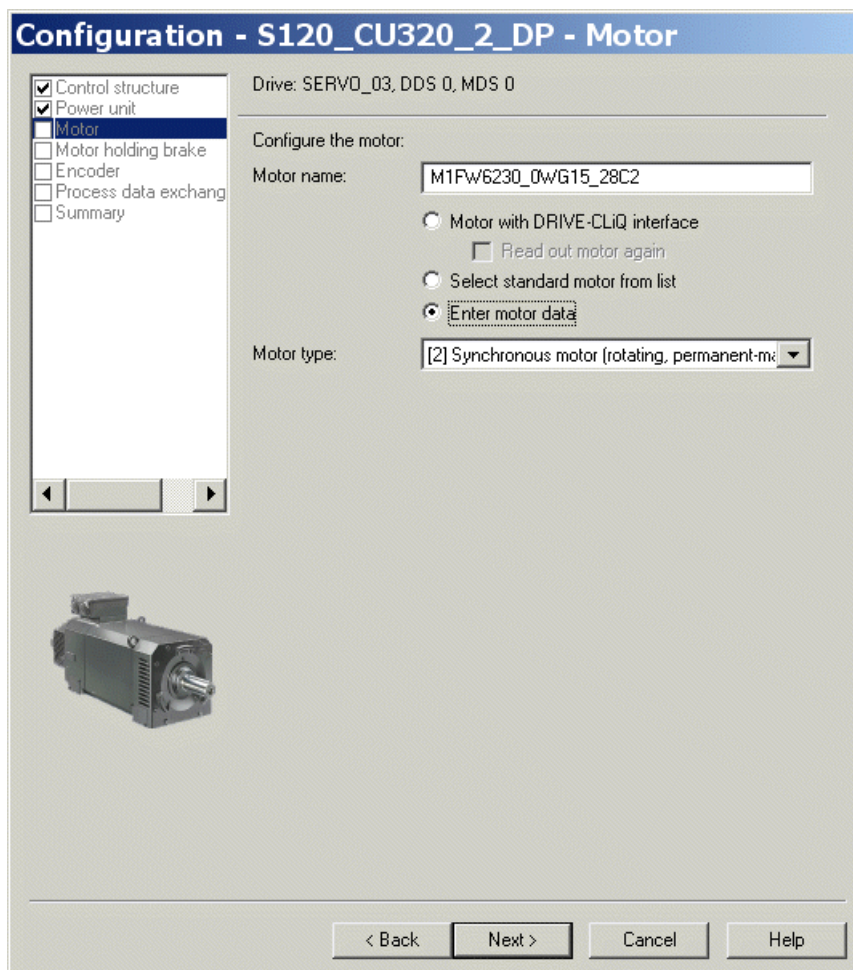 Configuration - S120_CU320_2_DP - Motor
Control structure
Power unit
Motor
Motor holding brake
Encoder
Process data exchang
Summary
Drive: SERVO_03, DDS 0, MDS 0
Configure the motor:
Motor name: M1FW6230_0WG15_28C2
Motor with DRIVE-CLiQ interface
Read out motor again
Select standard motor from list
Enter motor data
Motor type: [2] Synchronous motor (rotating, permanent-ma
< Back Next > Cancel Help